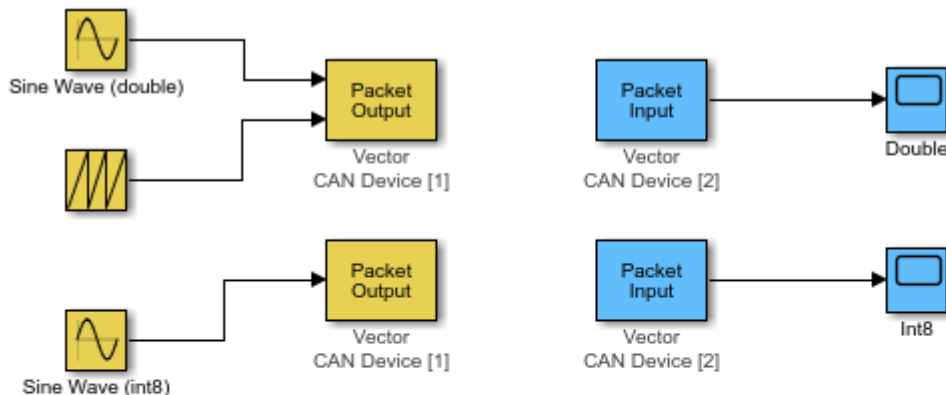 Sine Wave (double)
Packet
Output
Vector
CAN Device [1]
Packet
Input
Vector
CAN Device [2]
Double
Sine Wave (int8)
Packet
Output
Vector
CAN Device [1]
Packet
Input
Vector
CAN Device [2]
Int8